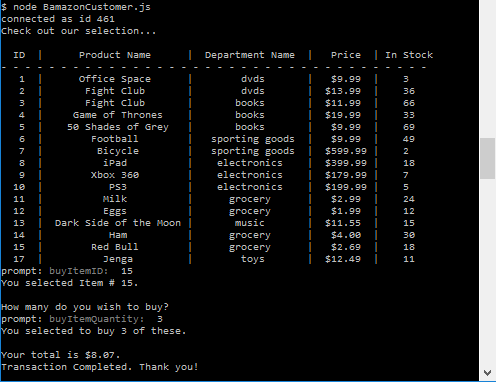 $ node BamazonCustomer.js
connected as id 461
Check out our selection...
ID | Product Name | Department Name | Price | In Stock
- - - - - - - - - - - - - - - - - - - - - - - - - - - - - - - - - - - -
1 | Office Space | dvds | $9.99 | 3
2 | Fight Club | dvds | $13.99 | 36
3 | Fight Club | books | $11.99 | 66
4 | Game of Thrones | books | $19.99 | 33
5 | 50 Shades of Grey | books | $9.99 | 69
6 | Football | sporting goods | $9.99 | 49
7 | Bicycle | sporting goods | $599.99 | 2
8 | iPad | electronics | $399.99 | 18
9 | Xbox 360 | electronics | $179.99 | 7
10 | PS3 | electronics | $199.99 | 5
11 | Milk | grocery | $2.99 | 24
12 | Eggs | grocery | $1.99 | 12
13 | Dark Side of the Moon | music | $11.55 | 15
14 | Ham | grocery | $4.00 | 30
15 | Red Bull | grocery | $2.69 | 18
17 | Jenga | toys | $12.49 | 11
prompt: buyItemID: 15
You selected Item # 15.
How many do you wish to buy?
prompt: buyItemQuantity: 3
You selected to buy 3 of these.
Your total is $8.07.
Transaction Completed. Thank you!